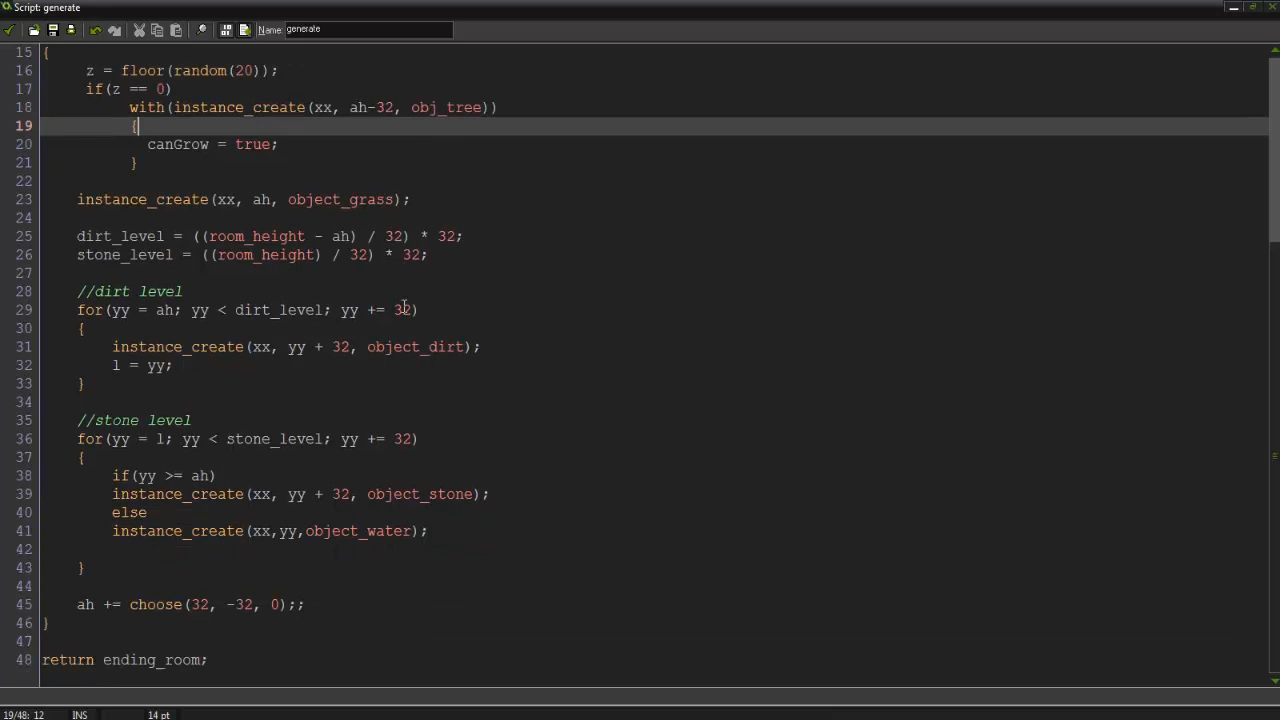 Script: generate
Name: generate
15 {
16 z = floor(random(20));
17 if(z == 0)
18 with(instance_create(xx, ah-32, obj_tree))
19 {
20 canGrow = true;
21 }
22
23 instance_create(xx, ah, object_grass);
24
25 dirt_level = ((room_height - ah) / 32) * 32;
26 stone_level = ((room_height) / 32) * 32;
27
28 //dirt level
29 for(yy = ah; yy < dirt_level; yy += 32)
30 {
31 instance_create(xx, yy + 32, object_dirt);
32 l = yy;
33 }
34
35 //stone level
36 for(yy = l; yy < stone_level; yy += 32)
37 {
38 if(yy >= ah)
39 instance_create(xx, yy + 32, object_stone);
40 else
41 instance_create(xx,yy,object_water);
42
43 }
44
45 ah += choose(32, -32, 0);;
46 }
47
48 return ending_room;
19/48: 12 INS 14 pt